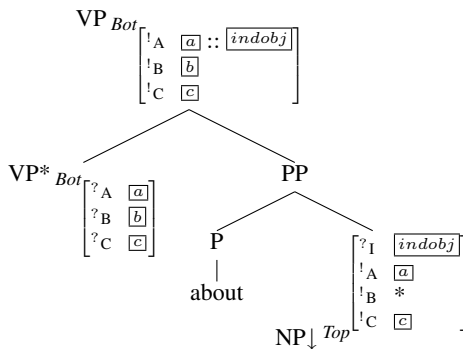 VP Bot [ !A [a] :: [indobj]
!B [b]
!C [c] ]
VP* Bot [ ?A [a]
?B [b]
?C [c] ]
PP
P
about
NP↓ Top [ ?I [indobj]
!A [a]
!B *
!C [c] ]